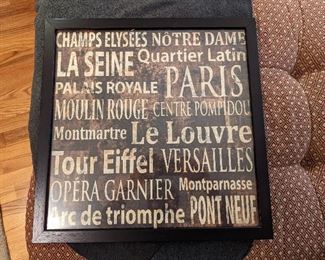 CHAMPS ELYSÉES NÔTRE DAME
LA SEINE Quartier Latin
PALAIS ROYALE PARIS
MOULIN ROUGE CENTRE POMPIDOU
Montmartre Le Louvre
Tour Eiffel VERSAILLES
OPÉRA GARNIER Montparnasse
Arc de triomphe PONT NEUF